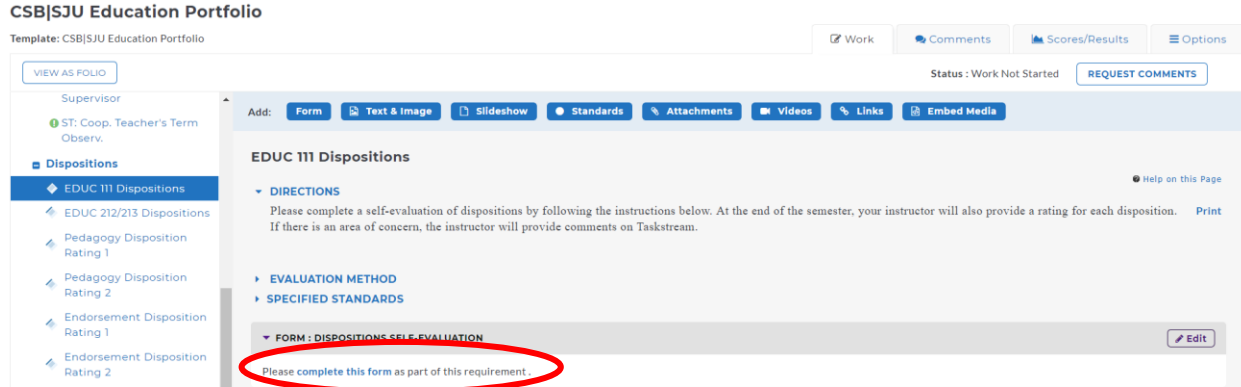 CSB|SJU Education Portfolio
Template: CSB|SJU Education Portfolio
Work
Comments
Scores/Results
Options
VIEW AS FOLIO
Status : Work Not Started
REQUEST COMMENTS
Supervisor
ST: Coop. Teacher's Term
Observ.
Dispositions
EDUC 111 Dispositions
EDUC 212/213 Dispositions
Pedagogy Disposition
Rating 1
Pedagogy Disposition
Rating 2
Endorsement Disposition
Rating 1
Endorsement Disposition
Rating 2
Add:
Form
Text & Image
Slideshow
Standards
Attachments
Videos
Links
Embed Media
EDUC 111 Dispositions
Help on this Page
DIRECTIONS
Please complete a self-evaluation of dispositions by following the instructions below. At the end of the semester, your instructor will also provide a rating for each disposition.
Print
If there is an area of concern, the instructor will provide comments on Taskstream.
EVALUATION METHOD
SPECIFIED STANDARDS
FORM : DISPOSITIONS SELF-EVALUATION
Edit
Please complete this form as part of this requirement .